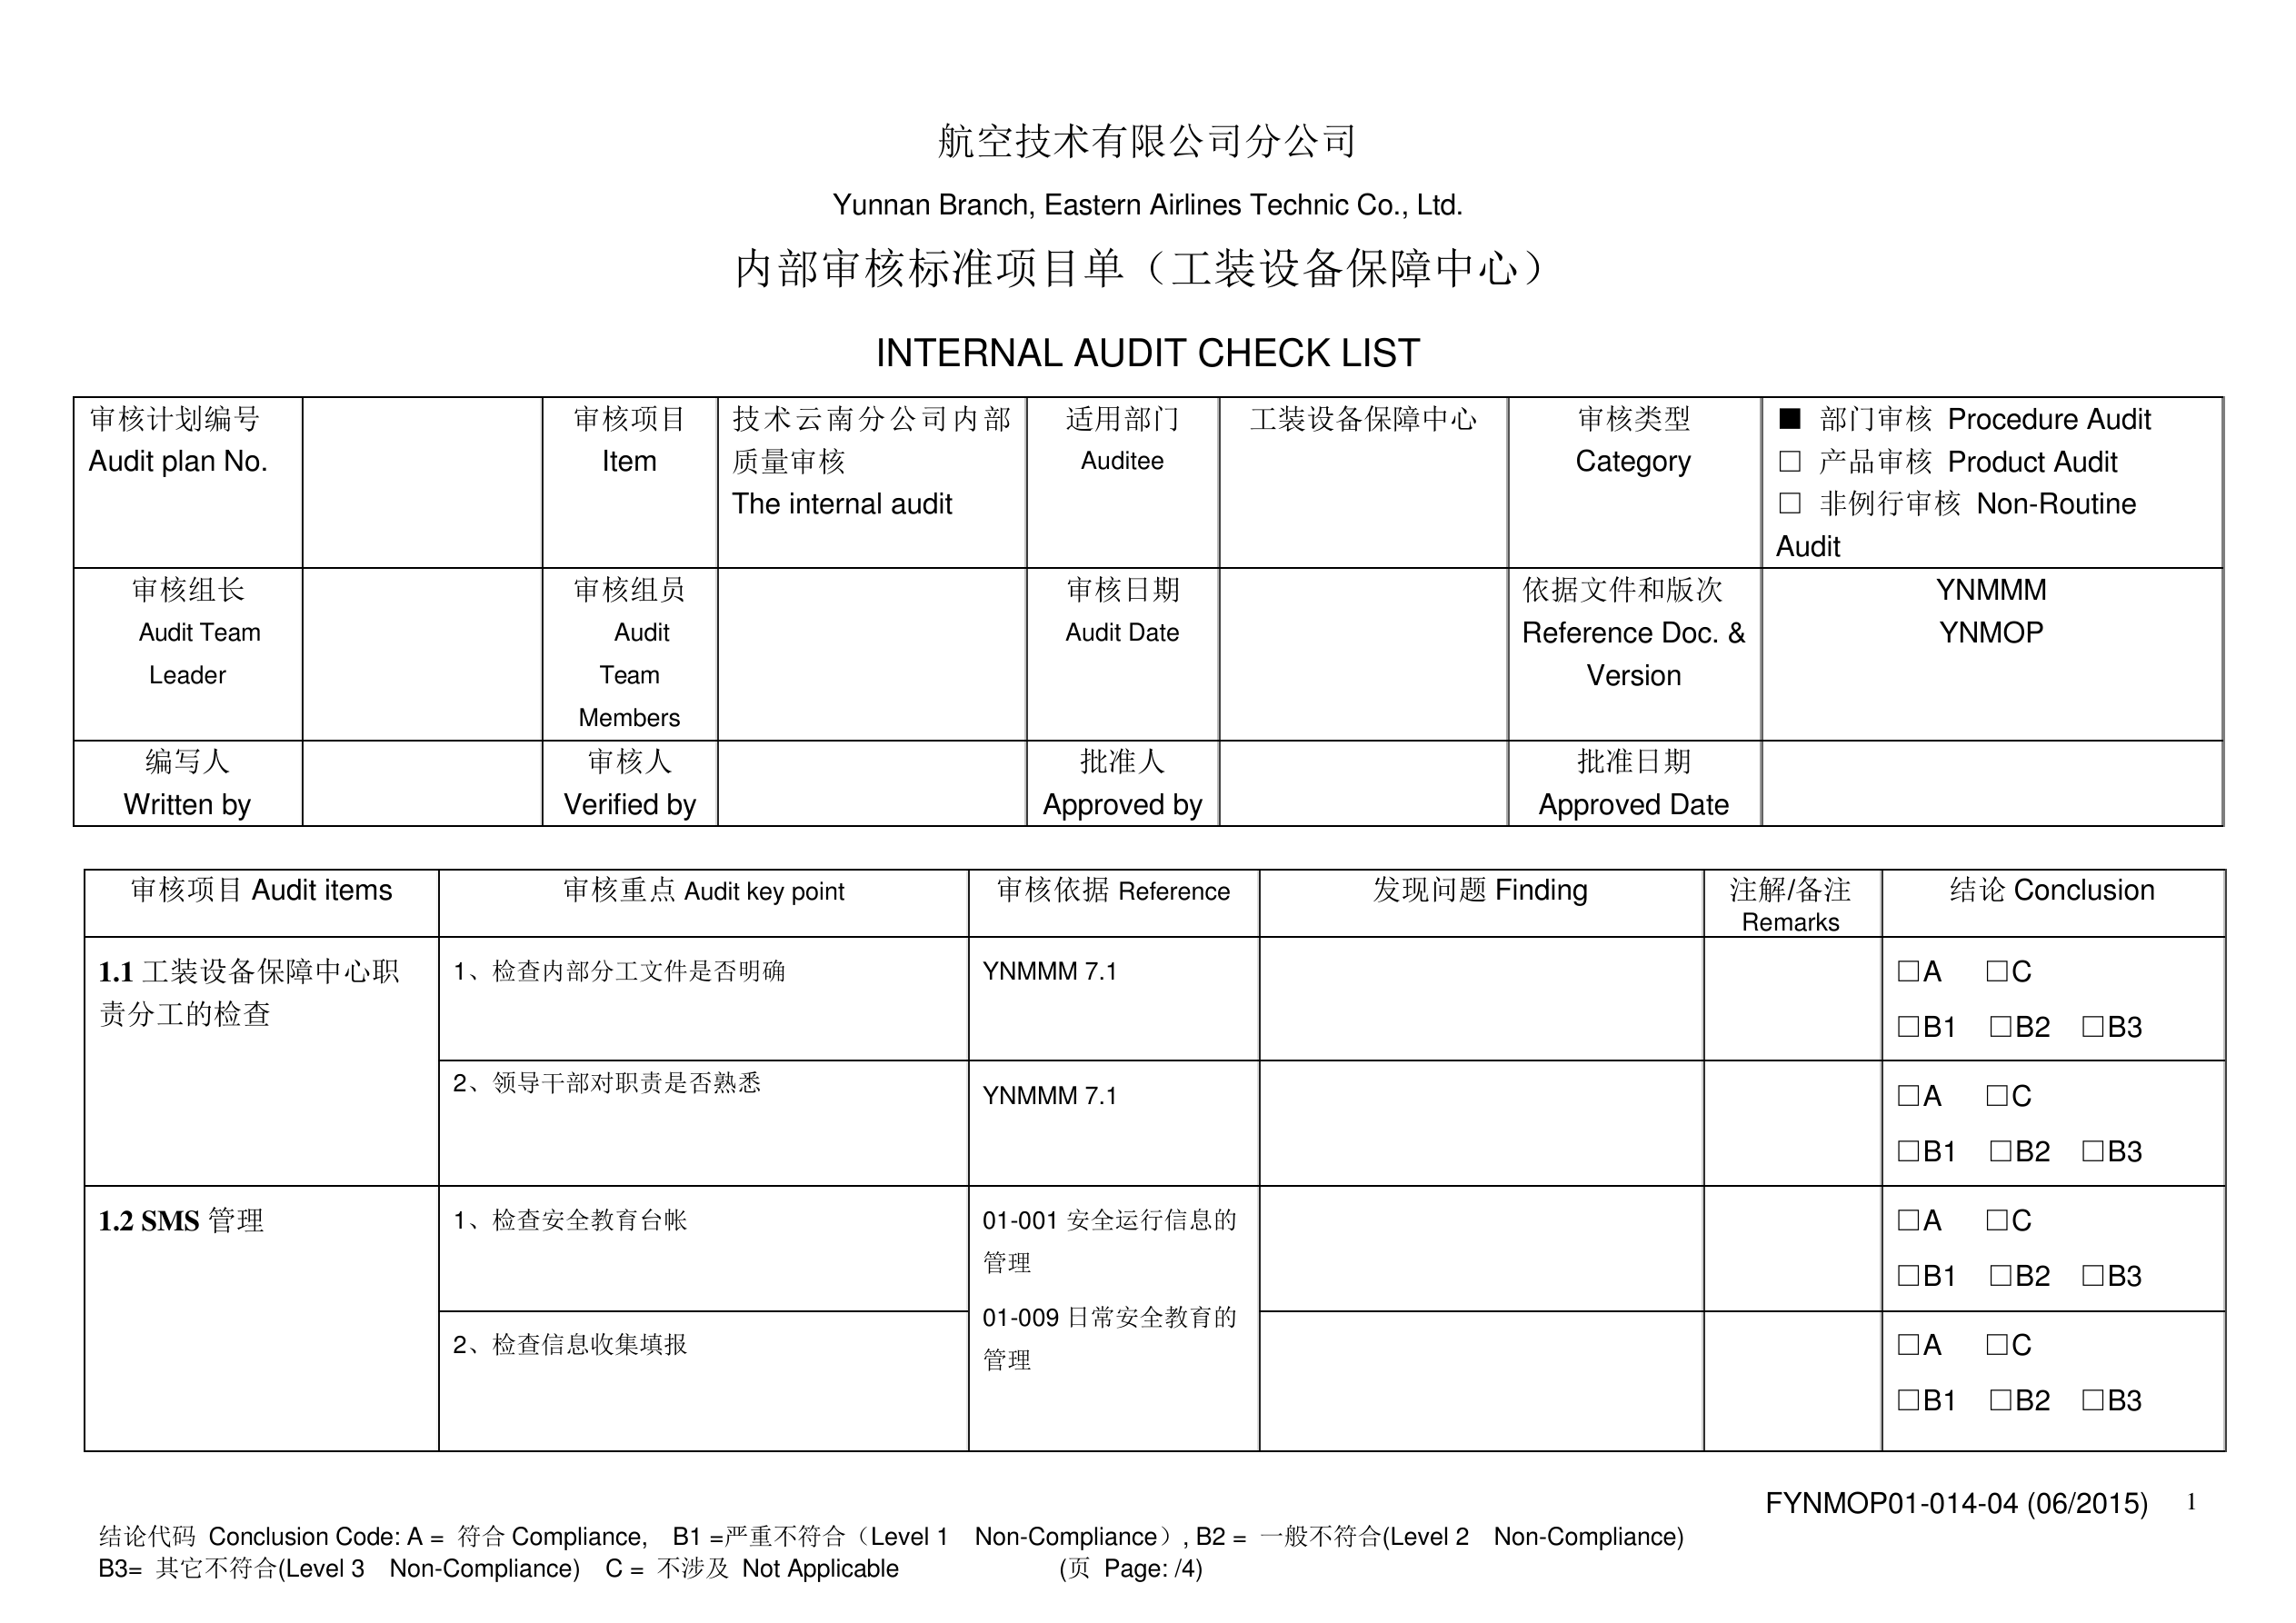 航空技术有限公司分公司
Yunnan Branch, Eastern Airlines Technic Co., Ltd.
内部审核标准项目单（工装设备保障中心）
INTERNAL AUDIT CHECK LIST
审核计划编号
Audit plan No.
审核项目
Item
技术云南分公司内部
质量审核
The internal audit
适用部门
Auditee
工装设备保障中心
审核类型
Category
■ 部门审核 Procedure Audit
□ 产品审核 Product Audit
□ 非例行审核 Non-Routine
Audit
审核组长
Audit Team
Leader
审核组员
Audit
Team
Members
审核日期
Audit Date
依据文件和版次
Reference Doc. &
Version
YNMMM
YNMOP
编写人
Written by
审核人
Verified by
批准人
Approved by
批准日期
Approved Date
审核项目 Audit items
审核重点 Audit key point
审核依据 Reference
发现问题 Finding
注解/备注
Remarks
结论 Conclusion
1.1 工装设备保障中心职
责分工的检查
1、检查内部分工文件是否明确
YNMMM 7.1
□A □C
□B1 □B2 □B3
2、领导干部对职责是否熟悉
YNMMM 7.1
□A □C
□B1 □B2 □B3
1.2 SMS 管理
1、检查安全教育台帐
01-001 安全运行信息的
管理
01-009 日常安全教育的
管理
□A □C
□B1 □B2 □B3
2、检查信息收集填报
□A □C
□B1 □B2 □B3
FYNMOP01-014-04 (06/2015) 1
结论代码 Conclusion Code: A = 符合 Compliance, B1 =严重不符合（Level 1 Non-Compliance）, B2 = 一般不符合(Level 2 Non-Compliance)
B3= 其它不符合(Level 3 Non-Compliance) C = 不涉及 Not Applicable (页 Page: /4)